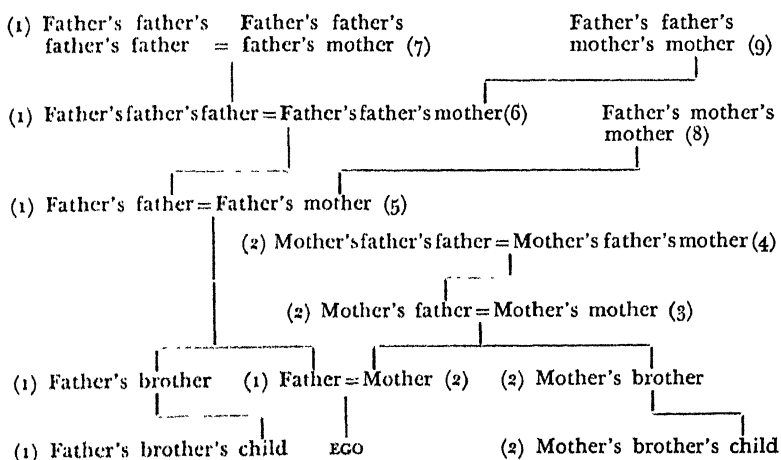 (1) Father's father's Father's father's Father's father's
father's father = father's mother (7) mother's mother (9)
(1) Father's father's father = Father's father's mother (6) Father's mother's
mother (8)
(1) Father's father = Father's mother (5)
(2) Mother's father's father = Mother's father's mother (4)
(2) Mother's father = Mother's mother (3)
(1) Father's brother (1) Father = Mother (2) (2) Mother's brother
(1) Father's brother's child EGO (2) Mother's brother's child